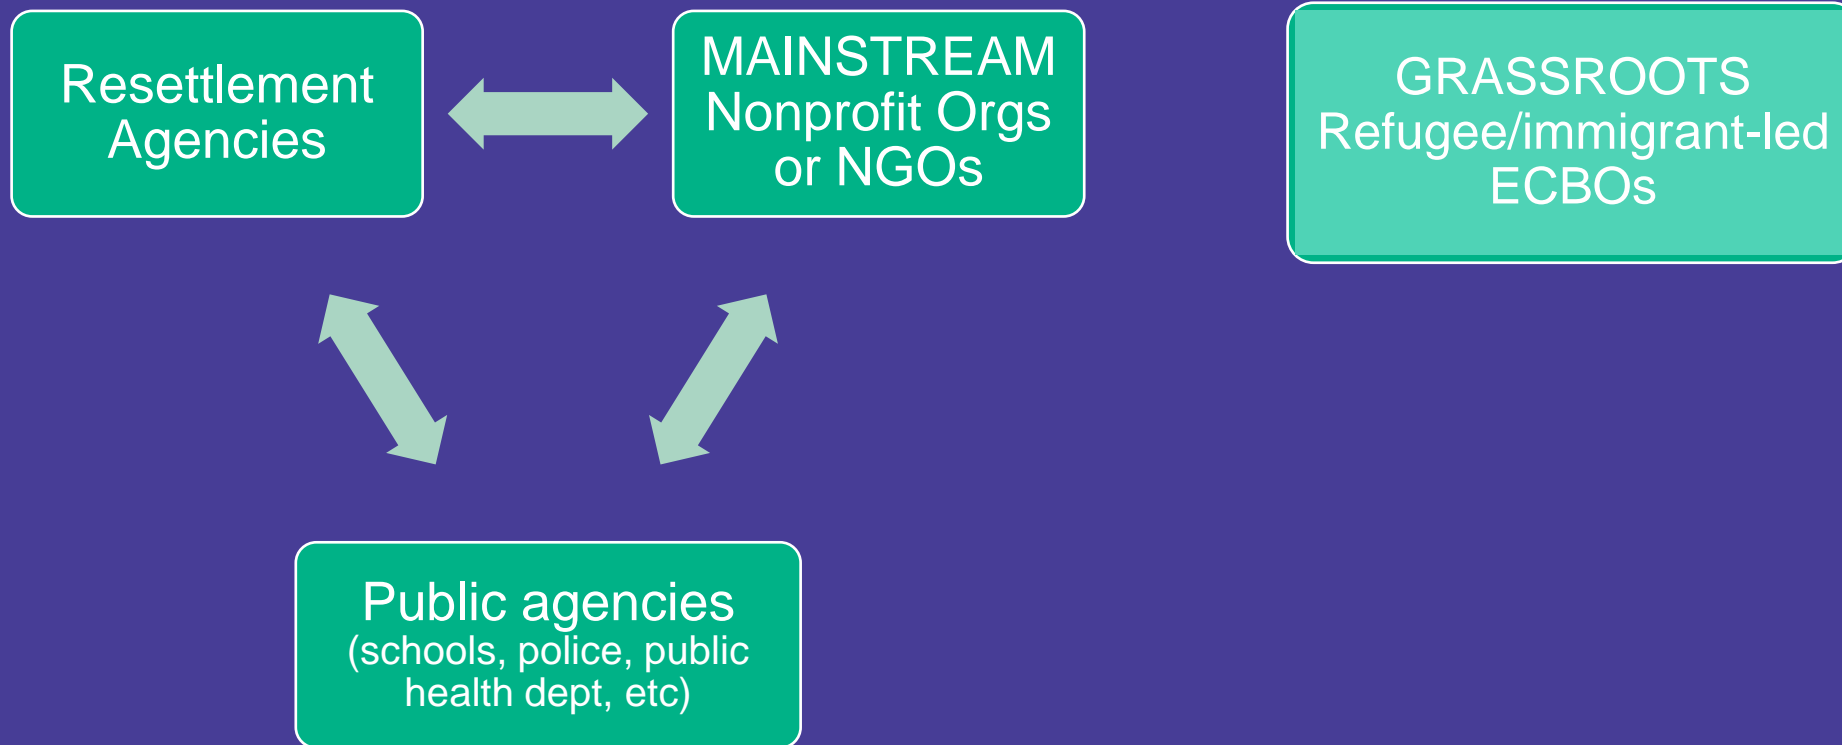 Resettlement
Agencies
MAINSTREAM
Nonprofit Orgs
or NGOs
GRASSROOTS
Refugee/immigrant-led
ECBOs
Public agencies
(schools, police, public
health dept, etc)